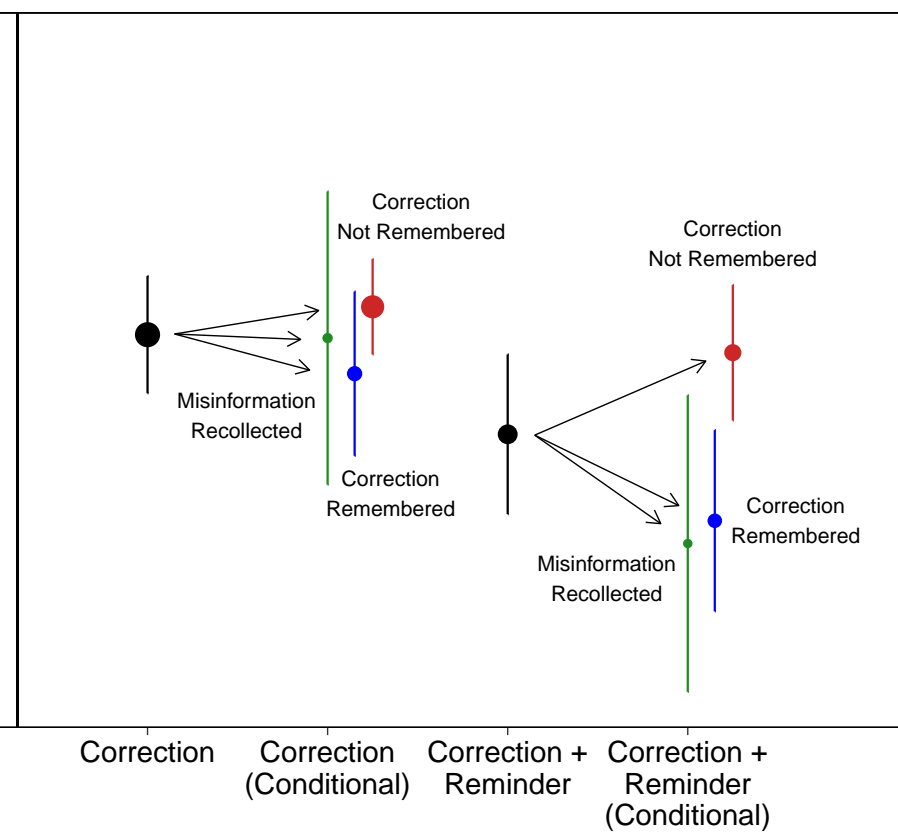 Correction
Not Remembered
Misinformation
Recollected
Correction
Remembered
Correction
Not Remembered
Correction
Remembered
Misinformation
Recollected
Correction
Correction
(Conditional)
Correction +
Reminder
Correction +
Reminder
(Conditional)